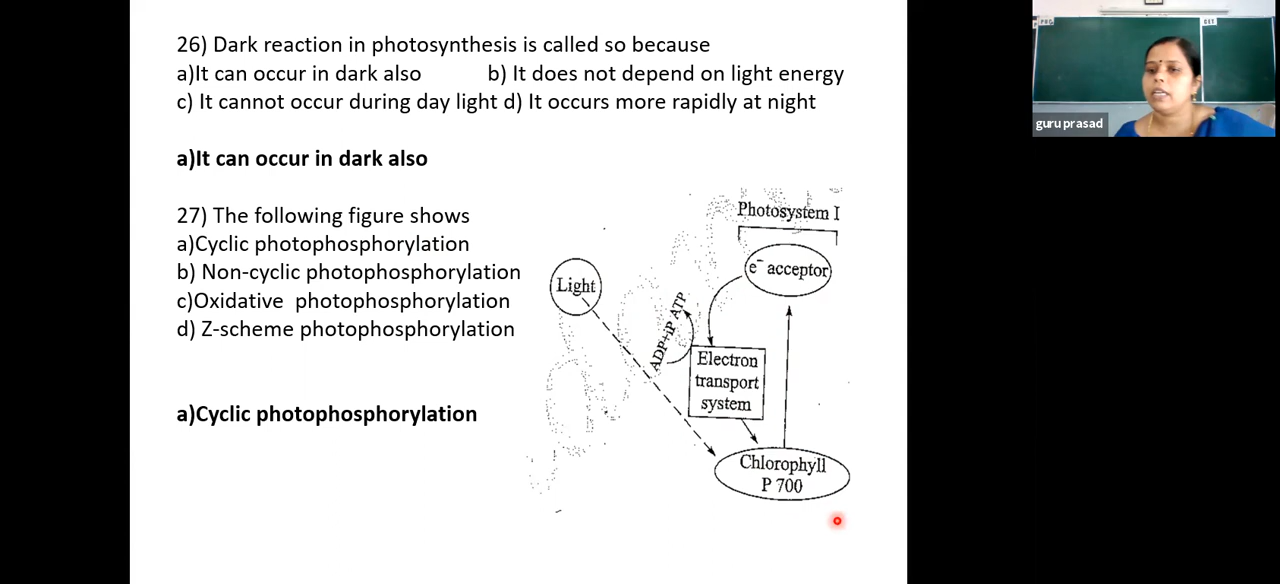 26) Dark reaction in photosynthesis is called so because
a)It can occur in dark also b) It does not depend on light energy
c) It cannot occur during day light d) It occurs more rapidly at night
a)It can occur in dark also
27) The following figure shows
a)Cyclic photophosphorylation
b) Non-cyclic photophosphorylation
c)Oxidative photophosphorylation
d) Z-scheme photophosphorylation
a)Cyclic photophosphorylation
Photosystem I
e⁻ acceptor
Light
ADP+iP ATP
Electron
transport
system
Chlorophyll
P 700
guru prasad